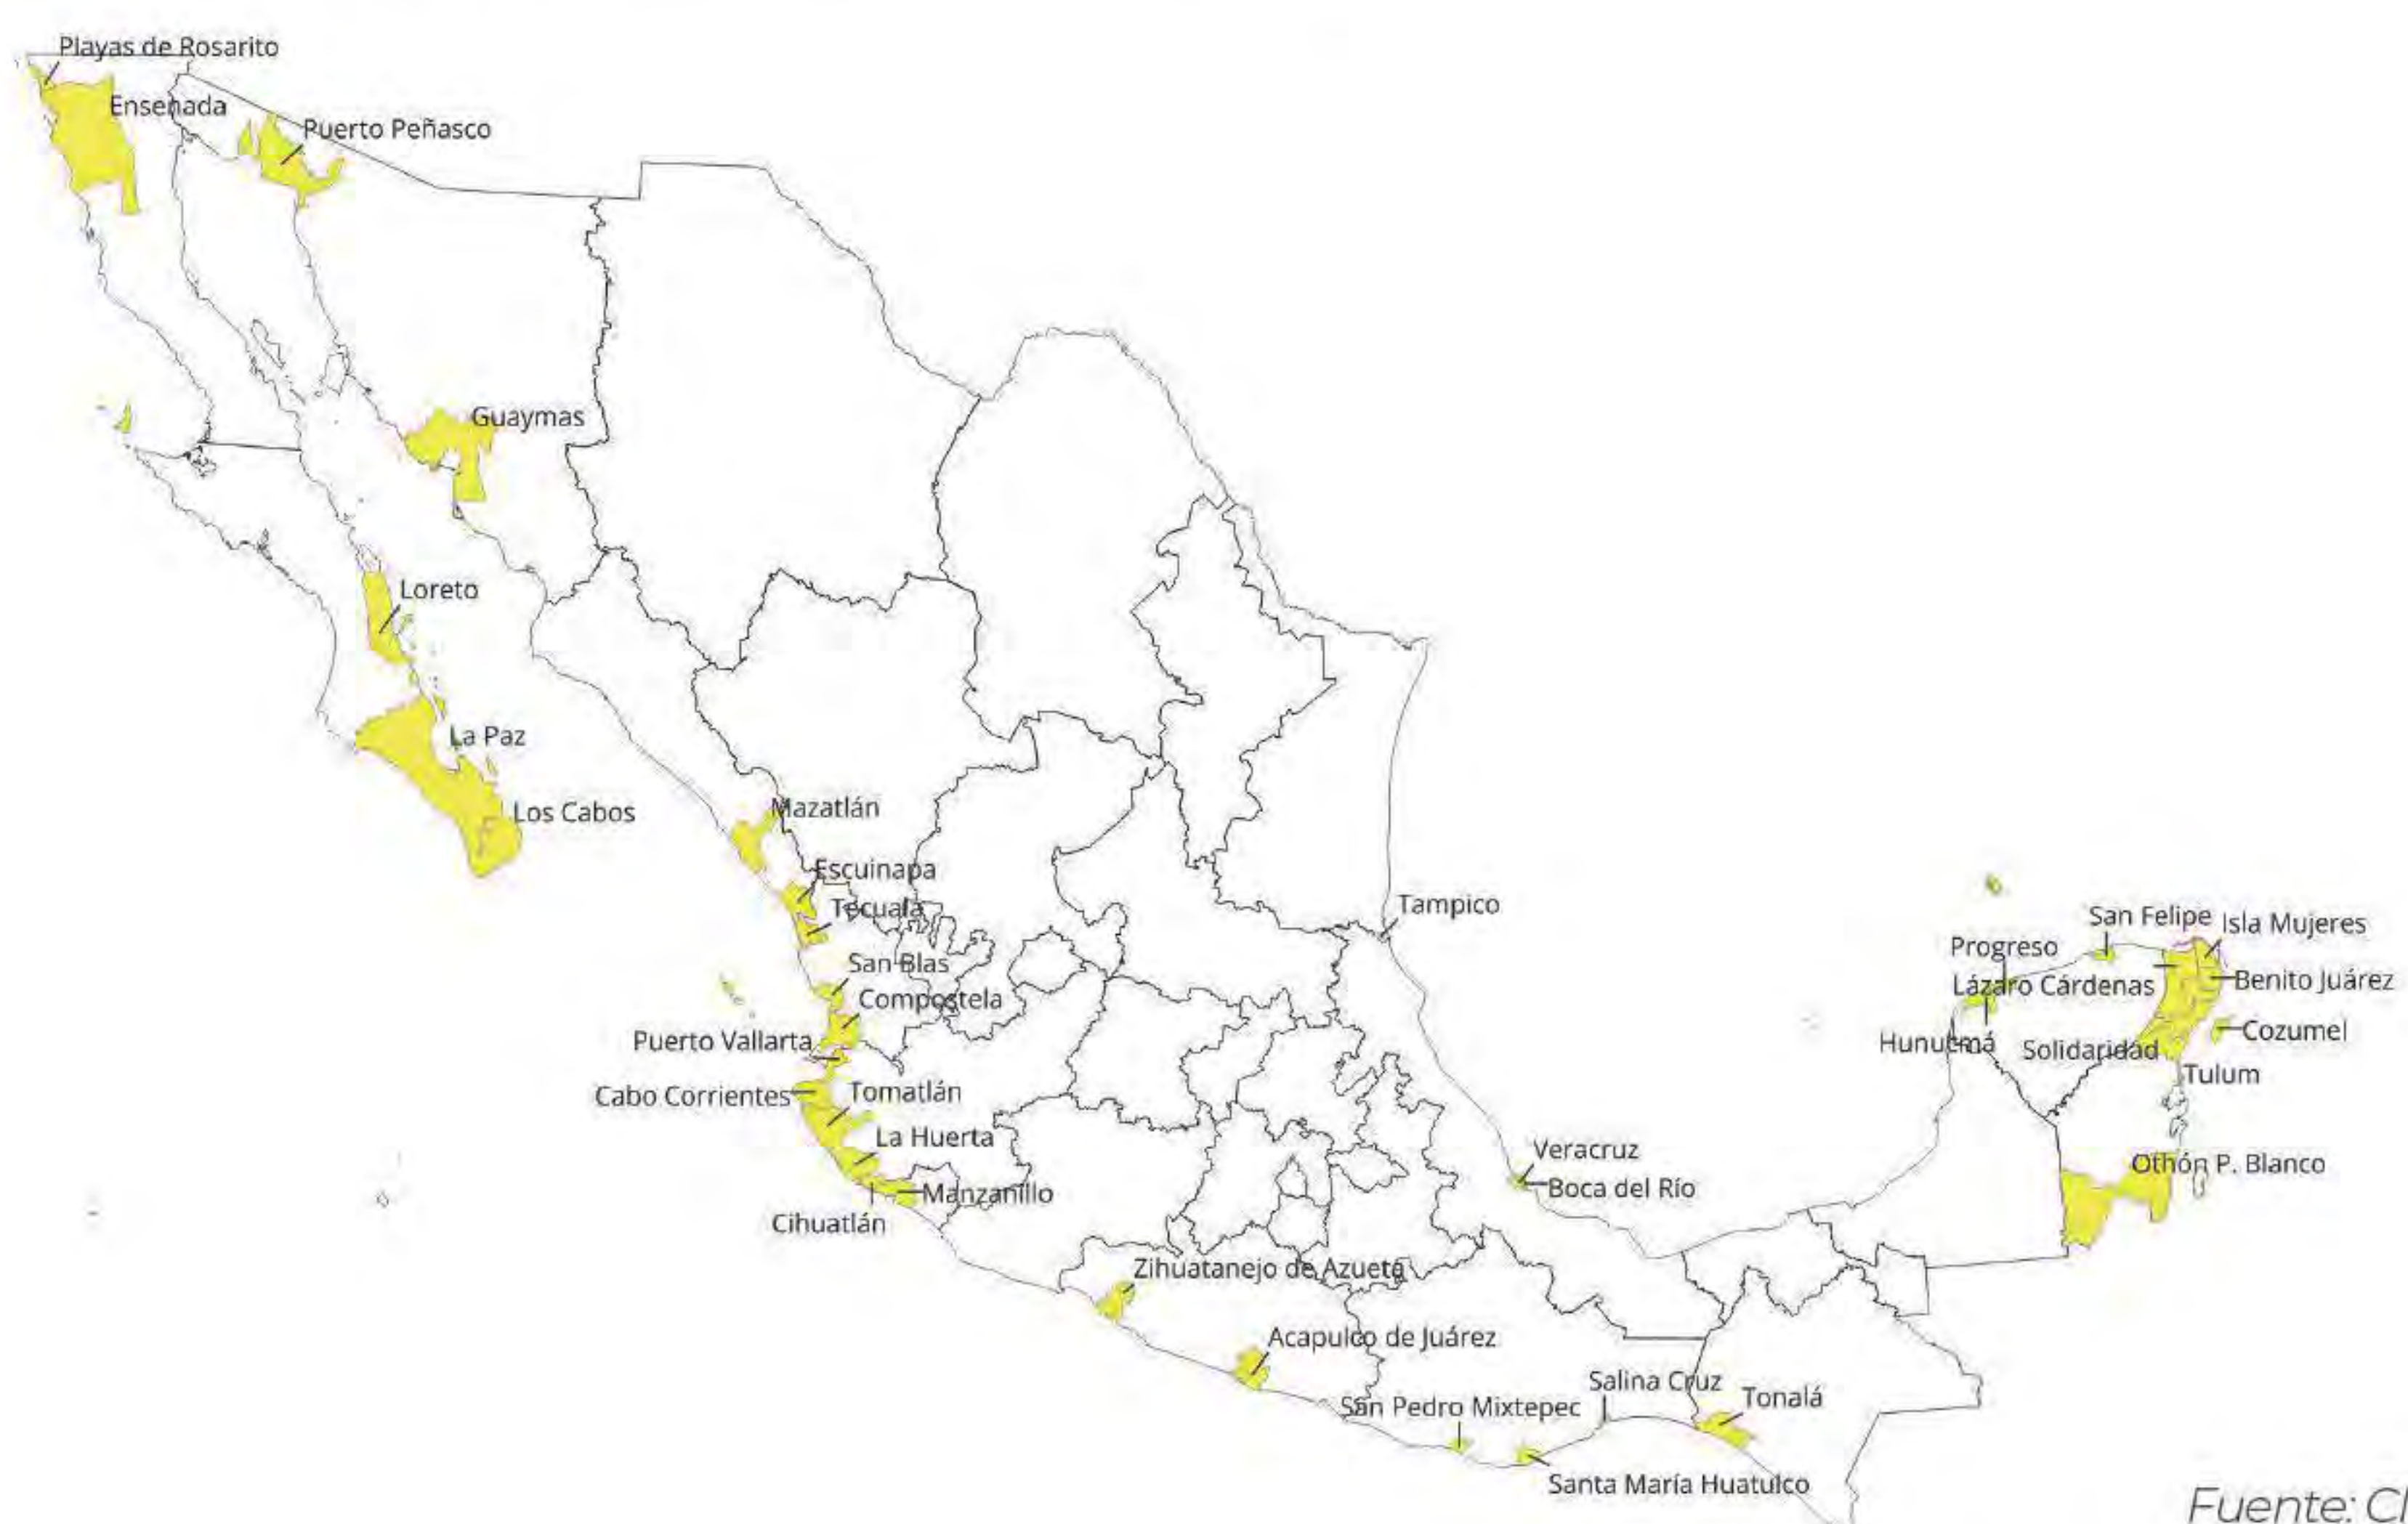 Playas de Rosarito
Ensenada
Puerto Peñasco
Guaymas
Loreto
La Paz
Los Cabos
Mazatlán
Escuinapa
Tecuala
San Blas
Compostela
Puerto Vallarta
Cabo Corrientes
Tomatlán
La Huerta
Manzanillo
Cihuatlán
Zihuatanejo de Azueta
Acapulco de Juárez
San Pedro Mixtepec
Salina Cruz
Tonalá
Santa María Huatulco
Tampico
Veracruz
Boca del Río
San Felipe
Isla Mujeres
Progreso
Lázaro Cárdenas
Benito Juárez
Hunucmá
Solidaridad
Cozumel
Tulum
Othón P. Blanco
Fuente: